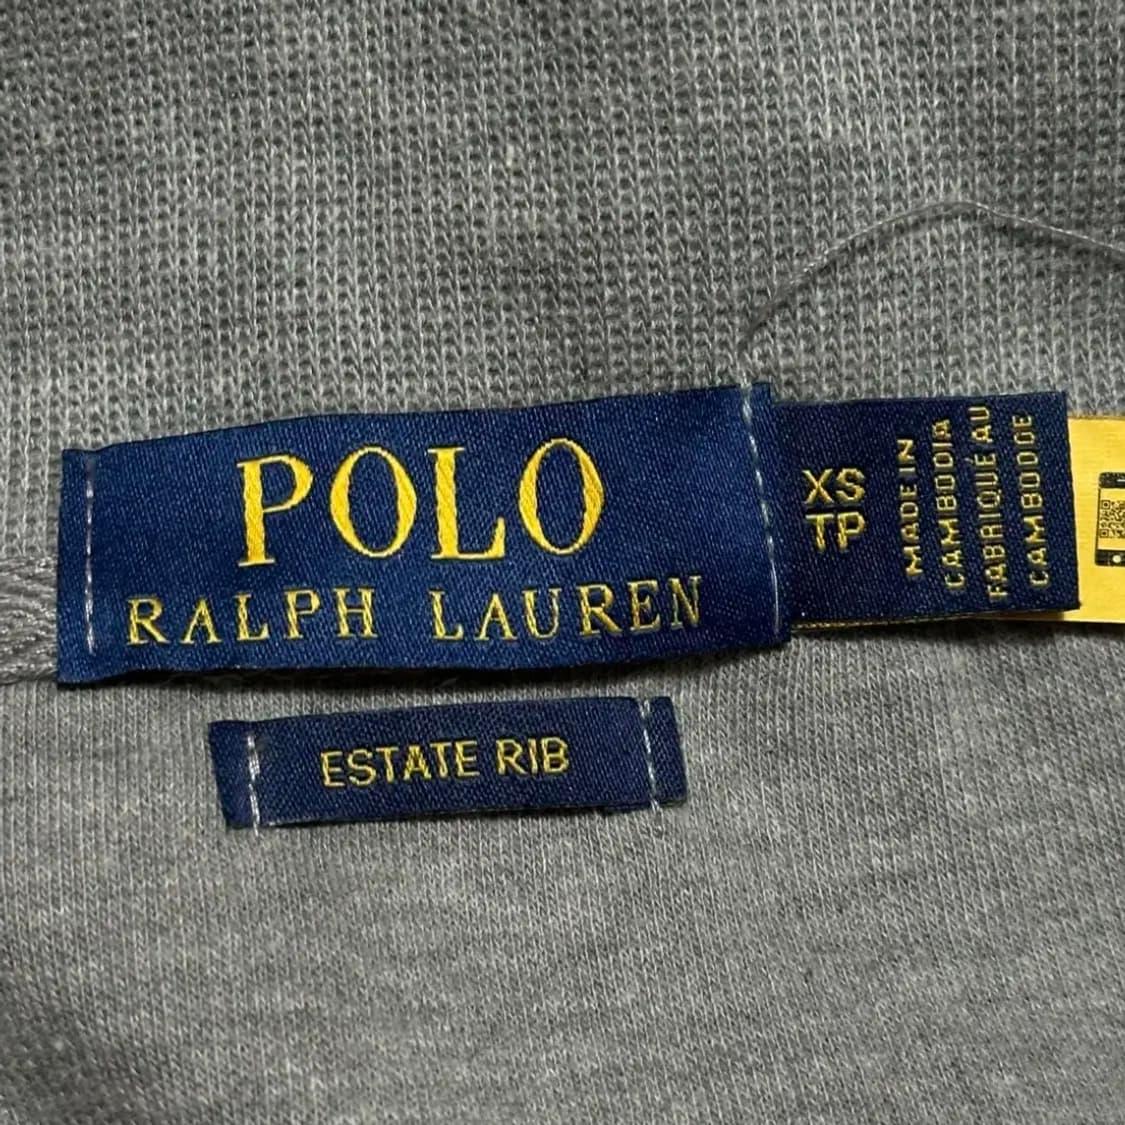 POLO
RALPH LAUREN
XS
TP
MADE IN
CAMBODIA
FABRIQUÉ AU
CAMBODGE
ESTATE RIB